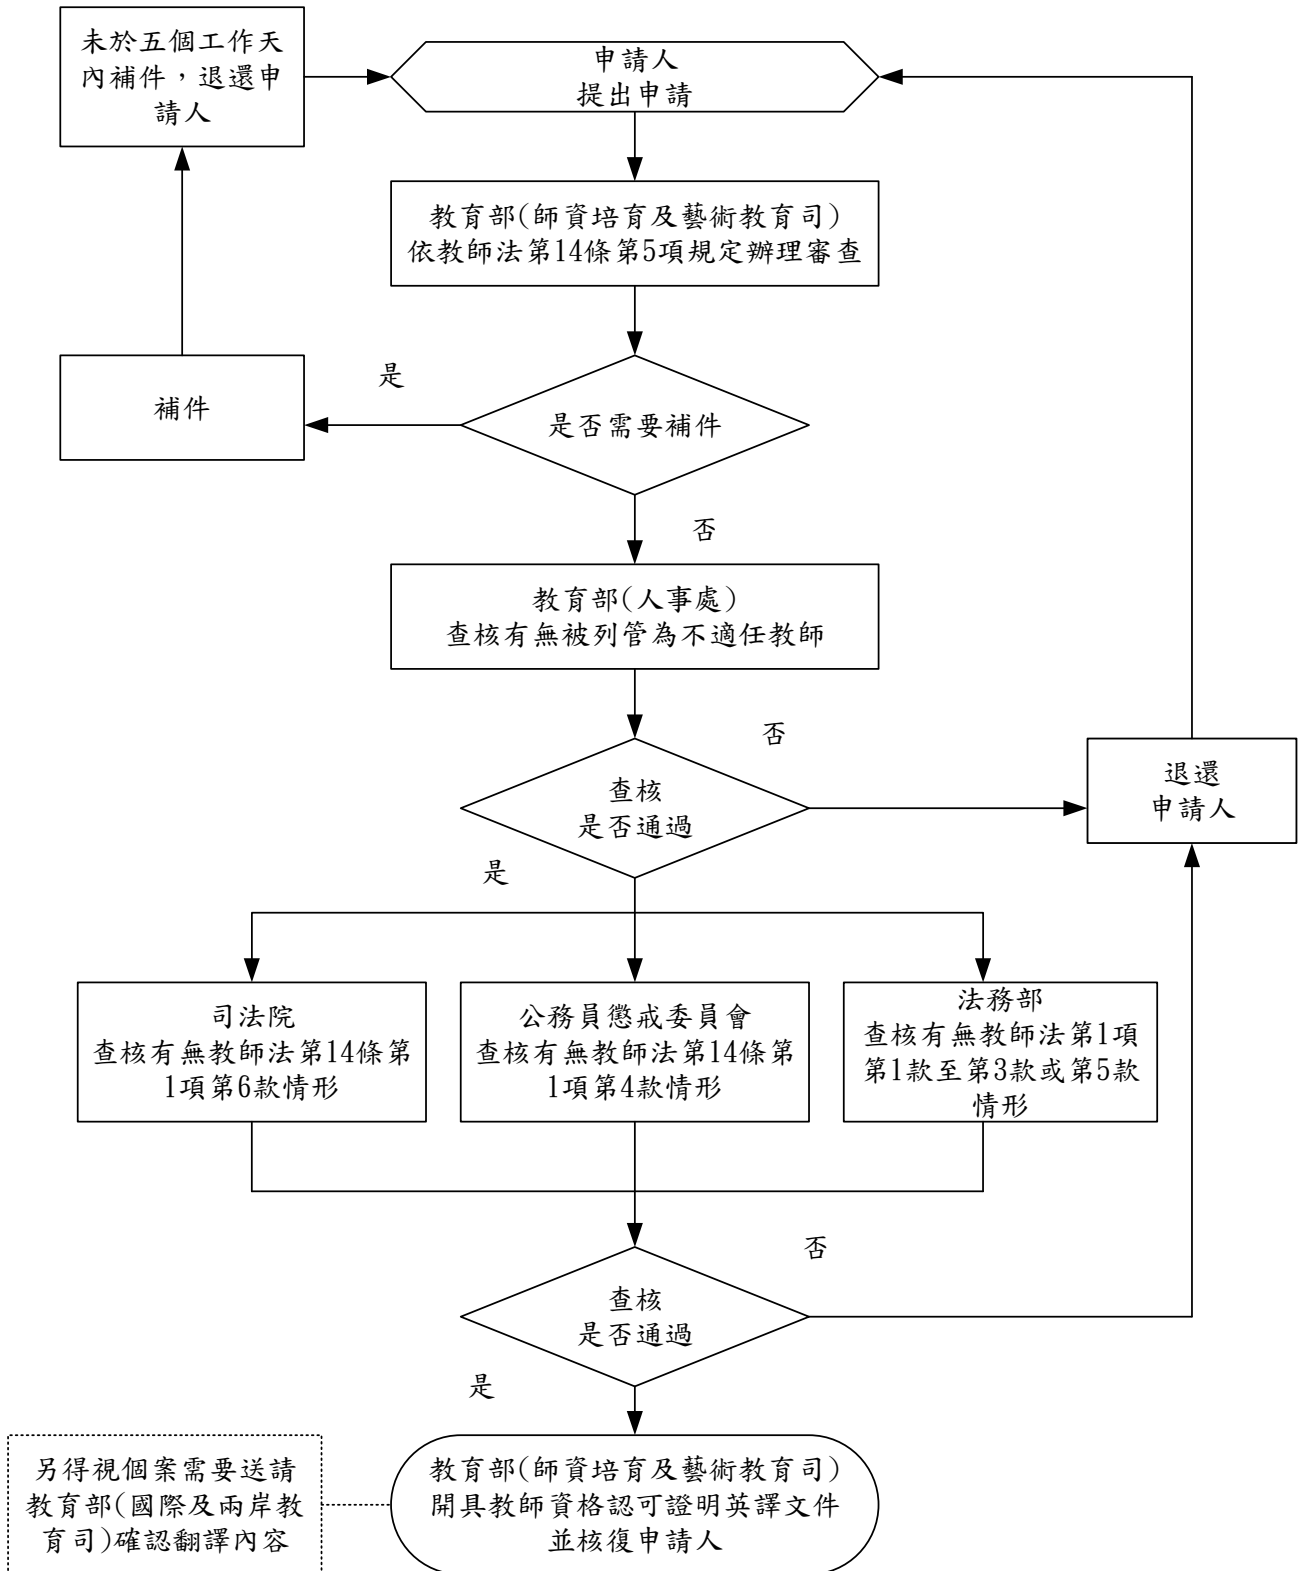 未於五個工作天
內補件，退還申
請人
申請人
提出申請
教育部(師資培育及藝術教育司)
依教師法第14條第5項規定辦理審查
補件
是
是否需要補件
否
教育部(人事處)
查核有無被列管為不適任教師
查核
是否通過
否
退還
申請人
是
司法院
查核有無教師法第14條第
1項第6款情形
公務員懲戒委員會
查核有無教師法第14條第
1項第4款情形
法務部
查核有無教師法第1項
第1款至第3款或第5款
情形
查核
是否通過
否
是
另得視個案需要送請
教育部(國際及兩岸教
育司)確認翻譯內容
教育部(師資培育及藝術教育司)
開具教師資格認可證明英譯文件
並核復申請人